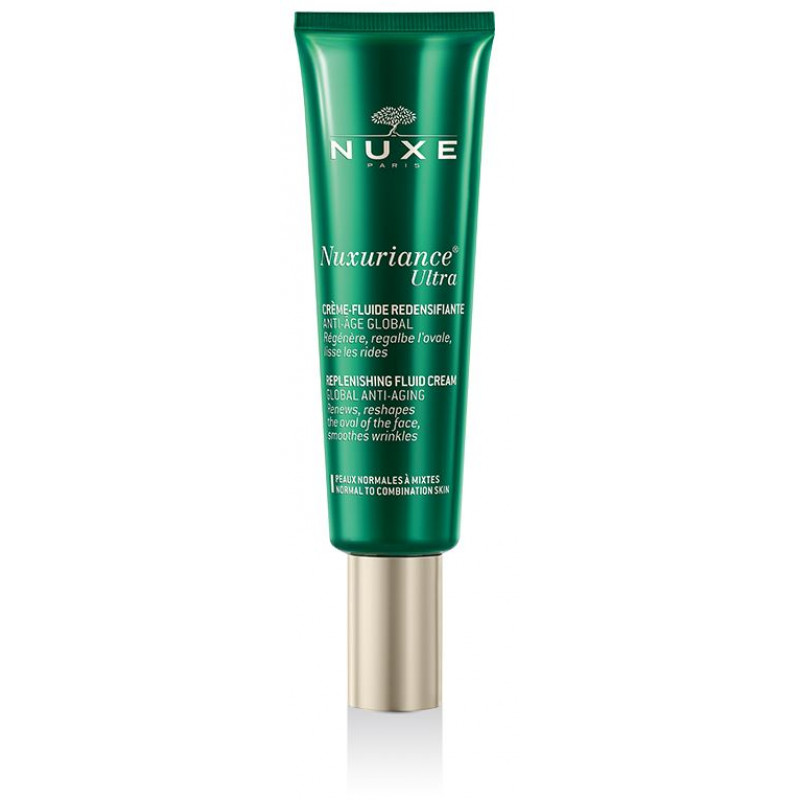 NUXE
PARIS
Nuxuriance®
Ultra
CRÈME-FLUIDE REDENSIFIANTE
ANTI-ÂGE GLOBAL
Régénère, regalbe l'ovale,
lisse les rides
REPLENISHING FLUID CREAM
GLOBAL ANTI-AGING
Renews, reshapes
the oval of the face,
smoothes wrinkles
PEAUX NORMALES À MIXTES
NORMAL TO COMBINATION SKIN